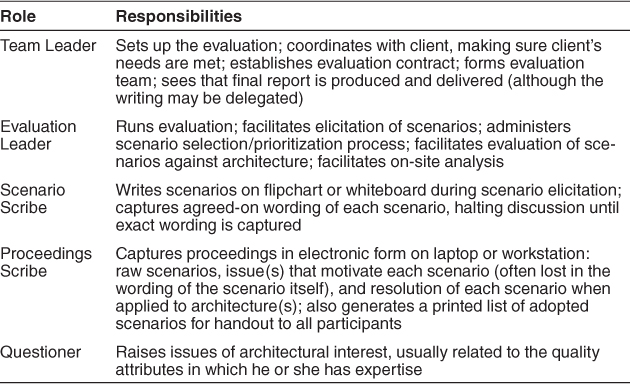 Role Responsibilities
Team Leader Sets up the evaluation; coordinates with client, making sure client's
needs are met; establishes evaluation contract; forms evaluation
team; sees that final report is produced and delivered (although the
writing may be delegated)
Evaluation Runs evaluation; facilitates elicitation of scenarios; administers
Leader scenario selection/prioritization process; facilitates evaluation of sce-
narios against architecture; facilitates on-site analysis
Scenario Writes scenarios on flipchart or whiteboard during scenario elicitation;
Scribe captures agreed-on wording of each scenario, halting discussion until
exact wording is captured
Proceedings Captures proceedings in electronic form on laptop or workstation:
Scribe raw scenarios, issue(s) that motivate each scenario (often lost in the
wording of the scenario itself), and resolution of each scenario when
applied to architecture(s); also generates a printed list of adopted
scenarios for handout to all participants
Questioner Raises issues of architectural interest, usually related to the quality
attributes in which he or she has expertise